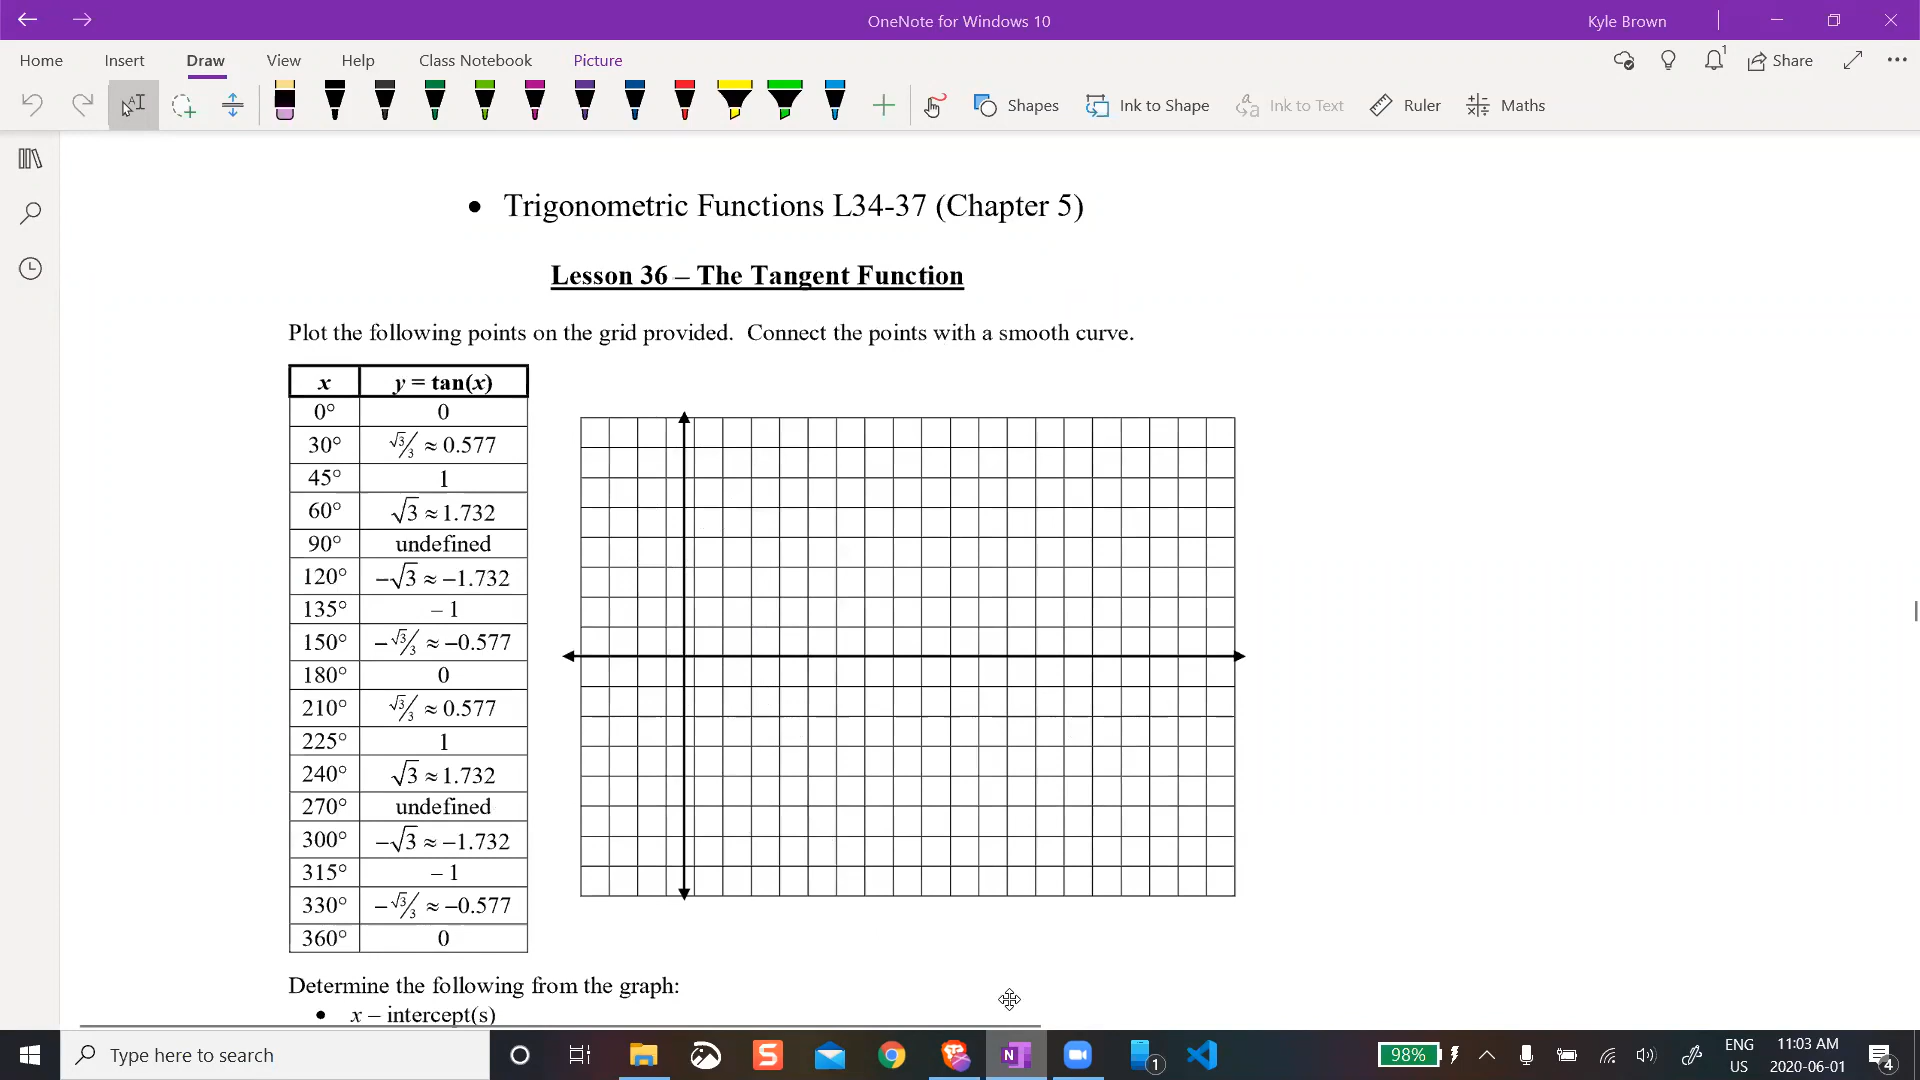 OneNote for Windows 10
Kyle Brown
Home Insert Draw View Help Class Notebook Picture
1
Share
Shapes Ink to Shape Ink to Text Ruler Maths
• Trigonometric Functions L34-37 (Chapter 5)
Lesson 36 – The Tangent Function
Plot the following points on the grid provided. Connect the points with a smooth curve.
x y = tan(x)
0° 0
30° √3/3 ≈ 0.577
45° 1
60° √3 ≈ 1.732
90° undefined
120° −√3 ≈ −1.732
135° – 1
150° −√3/3 ≈ −0.577
180° 0
210° √3/3 ≈ 0.577
225° 1
240° √3 ≈ 1.732
270° undefined
300° −√3 ≈ −1.732
315° – 1
330° −√3/3 ≈ −0.577
360° 0
Determine the following from the graph:
• x – intercept(s)
Type here to search
S
N
1
98%
ENG
US
11:03 AM
2020-06-01
4